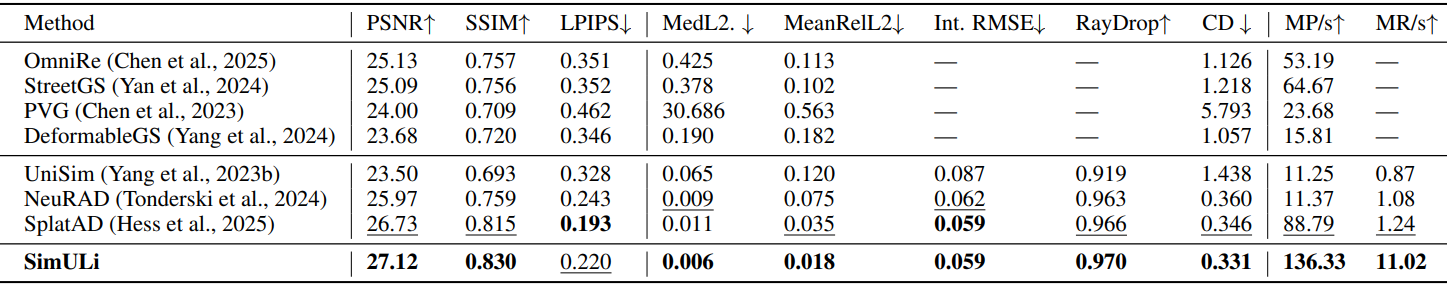 Method PSNR↑ SSIM↑ LPIPS↓ MedL2. ↓ MeanRelL2↓ Int. RMSE↓ RayDrop↑ CD ↓ MP/s↑ MR/s↑
OmniRe (Chen et al., 2025) 25.13 0.757 0.351 0.425 0.113 — — 1.126 53.19 —
StreetGS (Yan et al., 2024) 25.09 0.756 0.352 0.378 0.102 — — 1.218 64.67 —
PVG (Chen et al., 2023) 24.00 0.709 0.462 30.686 0.563 — — 5.793 23.68 —
DeformableGS (Yang et al., 2024) 23.68 0.720 0.346 0.190 0.182 — — 1.057 15.81 —
UniSim (Yang et al., 2023b) 23.50 0.693 0.328 0.065 0.120 0.087 0.919 1.438 11.25 0.87
NeuRAD (Tonderski et al., 2024) 25.97 0.759 0.243 0.009 0.075 0.062 0.963 0.360 11.37 1.08
SplatAD (Hess et al., 2025) 26.73 0.815 0.193 0.011 0.035 0.059 0.966 0.346 88.79 1.24
SimULi 27.12 0.830 0.220 0.006 0.018 0.059 0.970 0.331 136.33 11.02